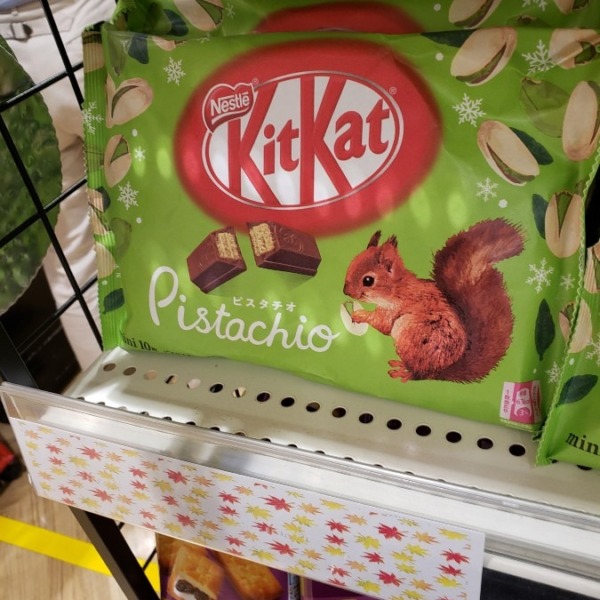 Nestlé
KitKat
ピスタチオ
Pistachio
mini